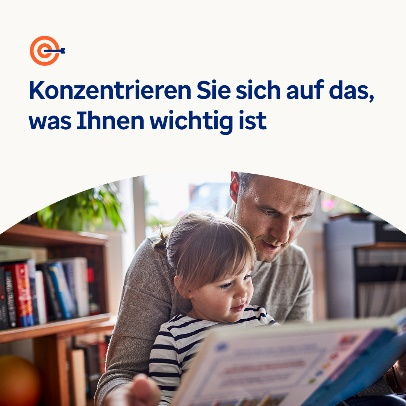 Konzentrieren Sie sich auf das,
was Ihnen wichtig ist